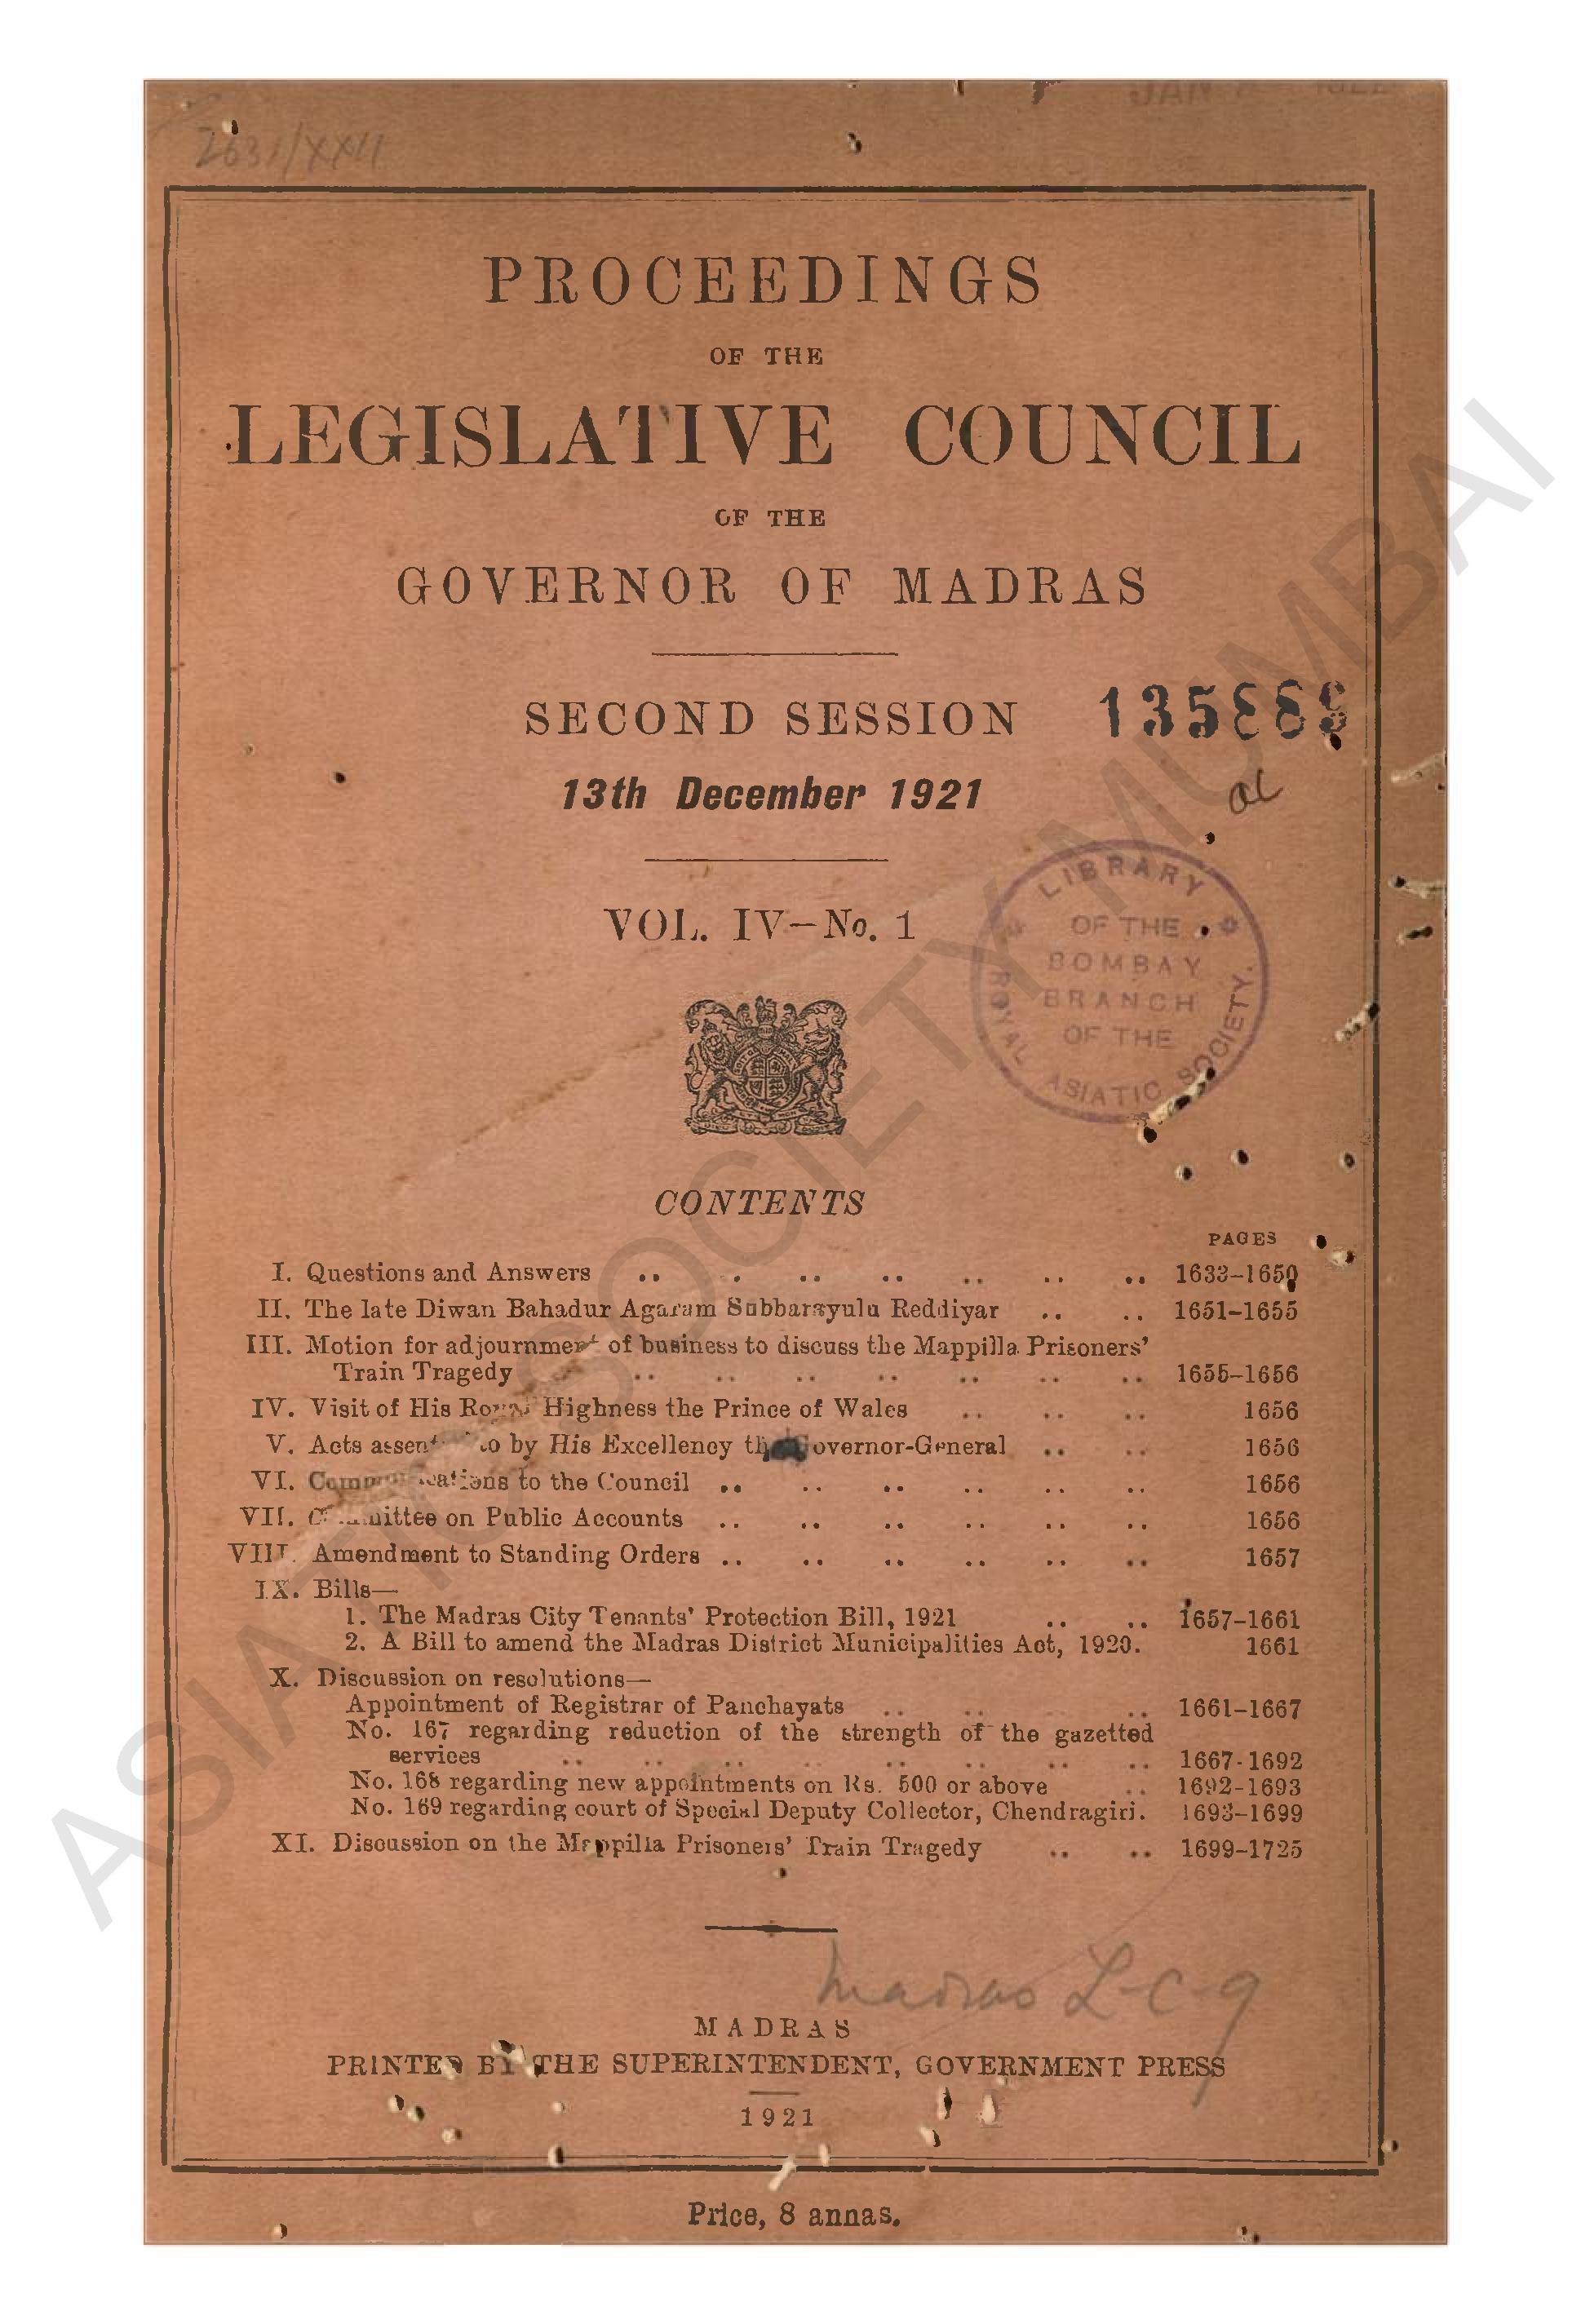 2631/XXII
PROCEEDINGS
OF THE
LEGISLATIVE COUNCIL
OF THE
GOVERNOR OF MADRAS
SECOND SESSION
135889
13th December 1921
VOL. IV—No. 1
LIBRARY
OF THE
BOMBAY
BRANCH
OF THE
ROYAL ASIATIC SOCIETY.
CONTENTS
PAGES
I. Questions and Answers .. .. .. .. .. .. .. 1633–1650
II. The late Diwan Bahadur Agaram Subbarayulu Reddiyar .. .. 1651–1655
III. Motion for adjournment of business to discuss the Mappilla Prisoners'
Train Tragedy .. .. .. .. .. .. .. 1655–1656
IV. Visit of His Royal Highness the Prince of Wales .. .. .. 1656
V. Acts assented to by His Excellency the Governor-General .. .. 1656
VI. Communications to the Council .. .. .. .. .. .. 1656
VII. Committee on Public Accounts .. .. .. .. .. .. 1656
VIII. Amendment to Standing Orders .. .. .. .. .. .. 1657
IX. Bills—
1. The Madras City Tenants' Protection Bill, 1921 .. .. 1657–1661
2. A Bill to amend the Madras District Municipalities Act, 1920. 1661
X. Discussion on resolutions—
Appointment of Registrar of Panchayats .. .. .. 1661–1667
No. 167 regarding reduction of the strength of the gazetted
services .. .. .. .. .. .. .. .. 1667-1692
No. 168 regarding new appointments on Rs. 500 or above .. 1692-1693
No. 169 regarding court of Special Deputy Collector, Chendragiri. 1693–1699
XI. Discussion on the Mappilla Prisoners' Train Tragedy .. .. 1699–1725
Madras L-C-9
MADRAS
PRINTED BY THE SUPERINTENDENT, GOVERNMENT PRESS
1921
Price, 8 annas.
ASIATIC SOCIETY MUMBAI